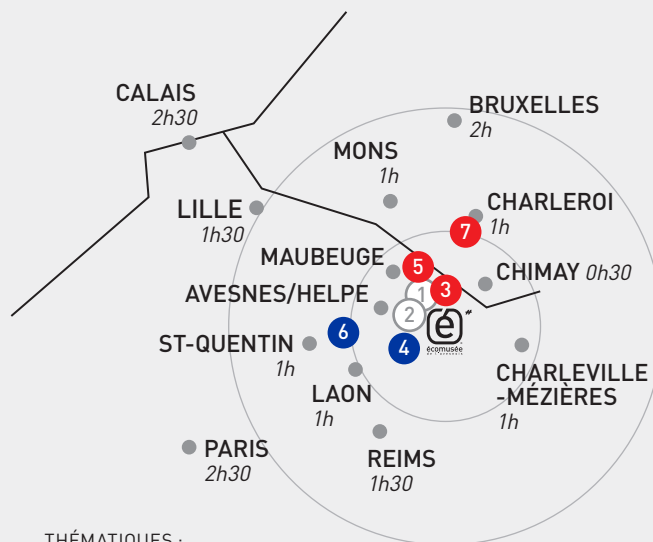 CALAIS
2h30
BRUXELLES
2h
MONS
1h
CHARLEROI
1h
LILLE
1h30
7
MAUBEUGE
5
CHIMAY 0h30
AVESNES/HELPE
1
3
2
é
écomusée
6
4
ST-QUENTIN
1h
CHARLEVILLE
-MÉZIÈRES
1h
LAON
1h
PARIS
2h30
REIMS
1h30
THÉMATIQUES :